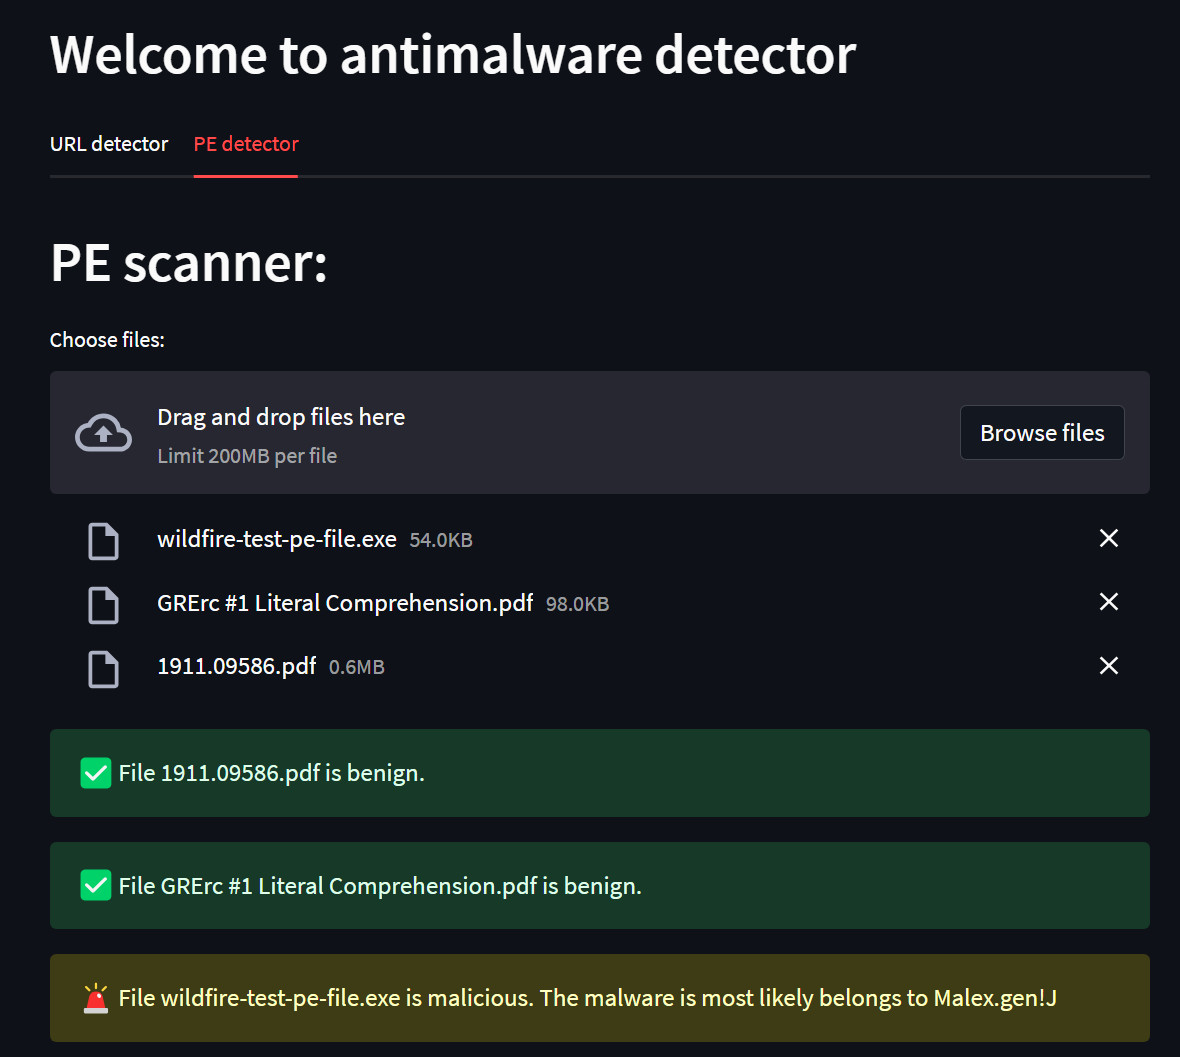 Welcome to antimalware detector
URL detector PE detector
PE scanner:
Choose files:
Drag and drop files here
Limit 200MB per file
Browse files
wildfire-test-pe-file.exe 54.0KB
GRErc #1 Literal Comprehension.pdf 98.0KB
1911.09586.pdf 0.6MB
File 1911.09586.pdf is benign.
File GRErc #1 Literal Comprehension.pdf is benign.
File wildfire-test-pe-file.exe is malicious. The malware is most likely belongs to Malex.gen!J